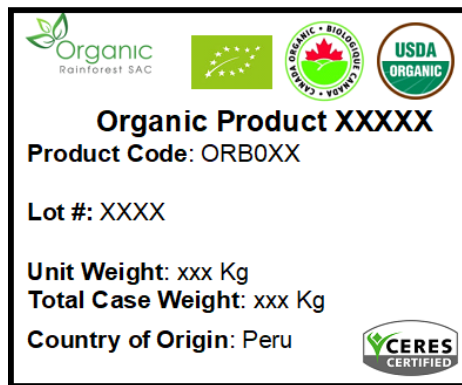 Organic
Rainforest SAC
CANADA ORGANIC • BIOLOGIQUE CANADA •
USDA
ORGANIC
Organic Product XXXXX
Product Code: ORB0XX
Lot #: XXXX
Unit Weight: xxx Kg
Total Case Weight: xxx Kg
Country of Origin: Peru
CERES
CERTIFIED